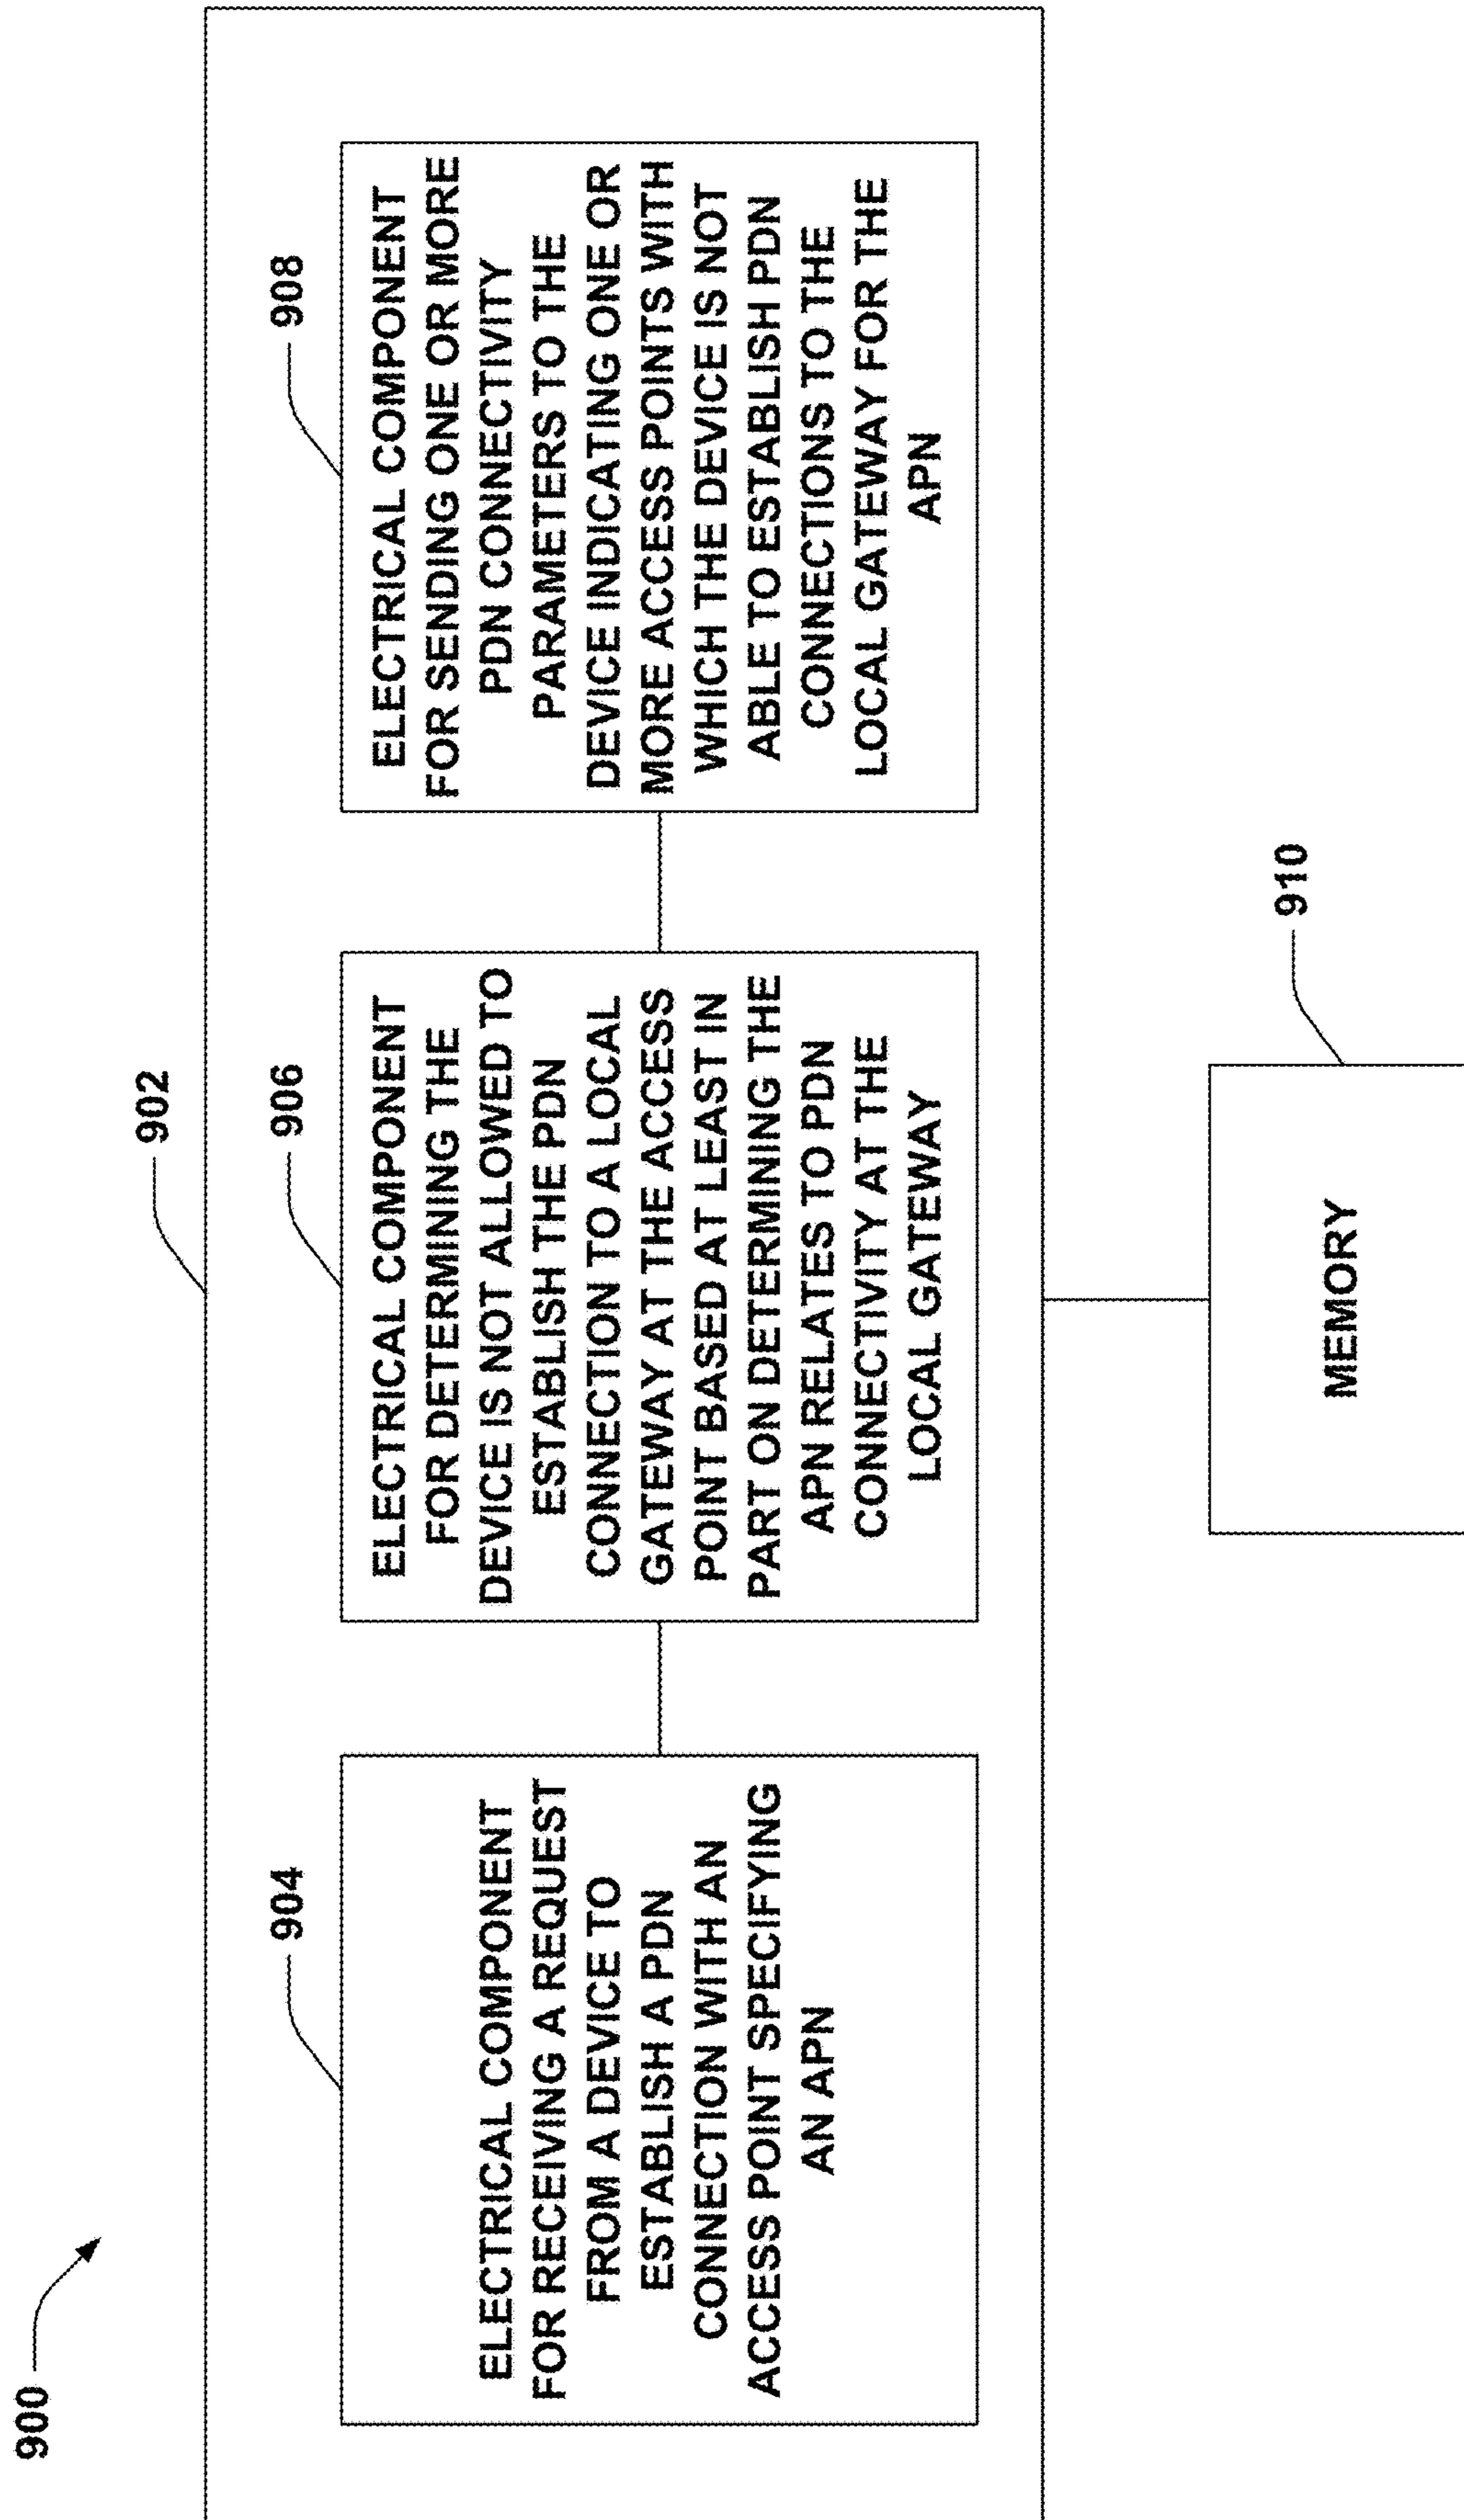 900
902
904
ELECTRICAL COMPONENT
FOR RECEIVING A REQUEST
FROM A DEVICE TO
ESTABLISH A PDN
CONNECTION WITH AN
ACCESS POINT SPECIFYING
AN APN
906
ELECTRICAL COMPONENT
FOR DETERMINING THE
DEVICE IS NOT ALLOWED TO
ESTABLISH THE PDN
CONNECTION TO A LOCAL
GATEWAY AT THE ACCESS
POINT BASED AT LEAST IN
PART ON DETERMINING THE
APN RELATES TO PDN
CONNECTIVITY AT THE
LOCAL GATEWAY
908
ELECTRICAL COMPONENT
FOR SENDING ONE OR MORE
PDN CONNECTIVITY
PARAMETERS TO THE
DEVICE INDICATING ONE OR
MORE ACCESS POINTS WITH
WHICH THE DEVICE IS NOT
ABLE TO ESTABLISH PDN
CONNECTIONS TO THE
LOCAL GATEWAY FOR THE
APN
910
MEMORY